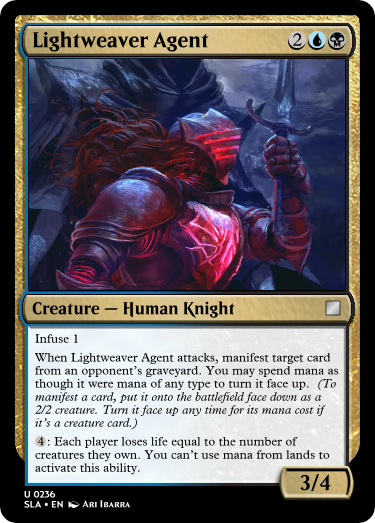 Lightweaver Agent 2
Creature — Human Knight
Infuse 1
When Lightweaver Agent attacks, manifest target card
from an opponent's graveyard. You may spend mana as
though it were mana of any type to turn it face up. (To
manifest a card, put it onto the battlefield face down as a
2/2 creature. Turn it face up any time for its mana cost if
it's a creature card.)
4: Each player loses life equal to the number of
creatures they own. You can't use mana from lands to
activate this ability.
3/4
U 0236
SLA • EN Ari Ibarra